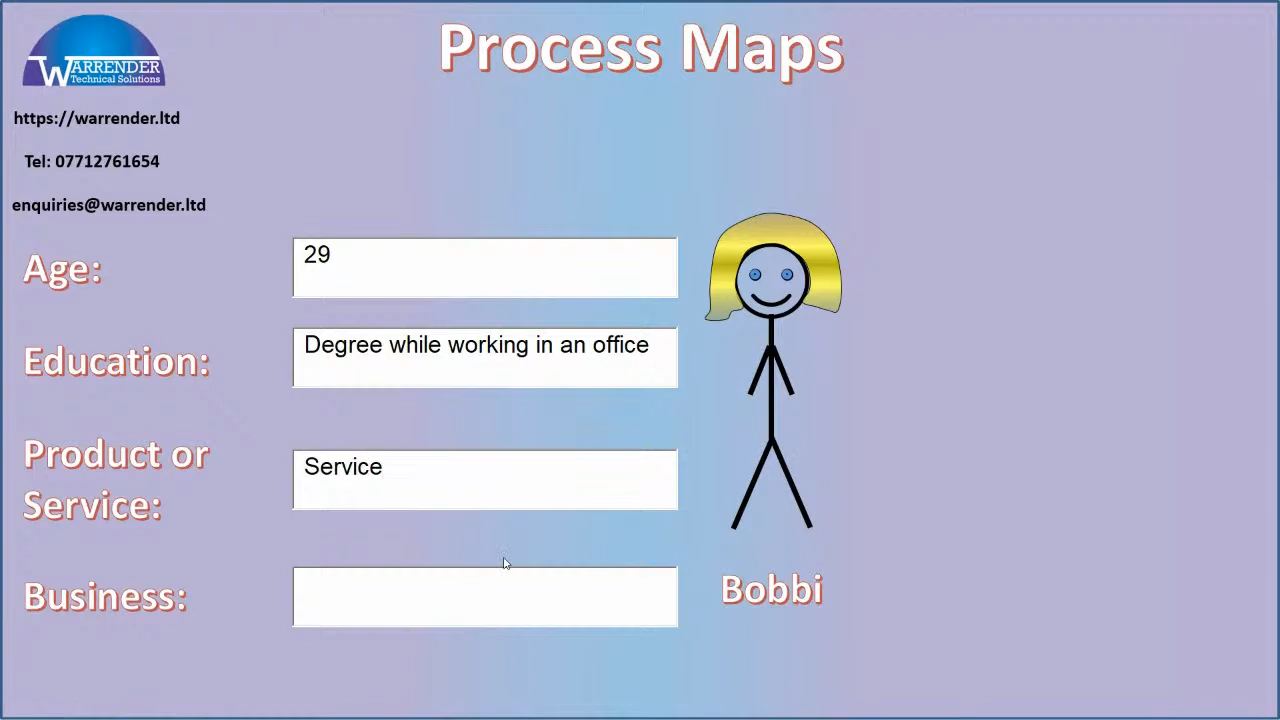 Process Maps
WARRENDER
Technical Solutions
https://warrender.ltd
Tel: 07712761654
enquiries@warrender.ltd
Age:
29
Education:
Degree while working in an office
Product or
Service:
Service
Business:
Bobbi